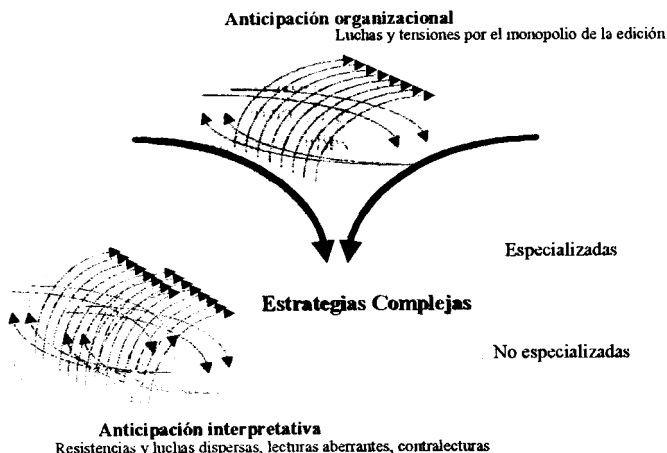 Anticipación organizacional
Luchas y tensiones por el monopolio de la edición
Especializadas
Estrategias Complejas
No especializadas
Anticipación interpretativa
Resistencias y luchas dispersas, lecturas aberrantes, contralecturas